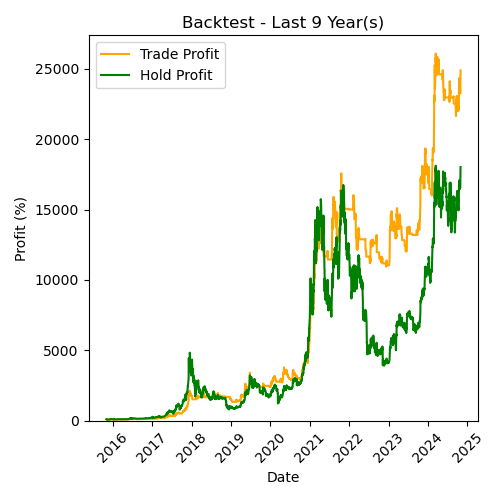 Backtest - Last 9 Year(s)
Trade Profit
Hold Profit
Profit (%)
25000
20000
15000
10000
5000
0
2016 2017 2018 2019 2020 2021 2022 2023 2024 2025
Date